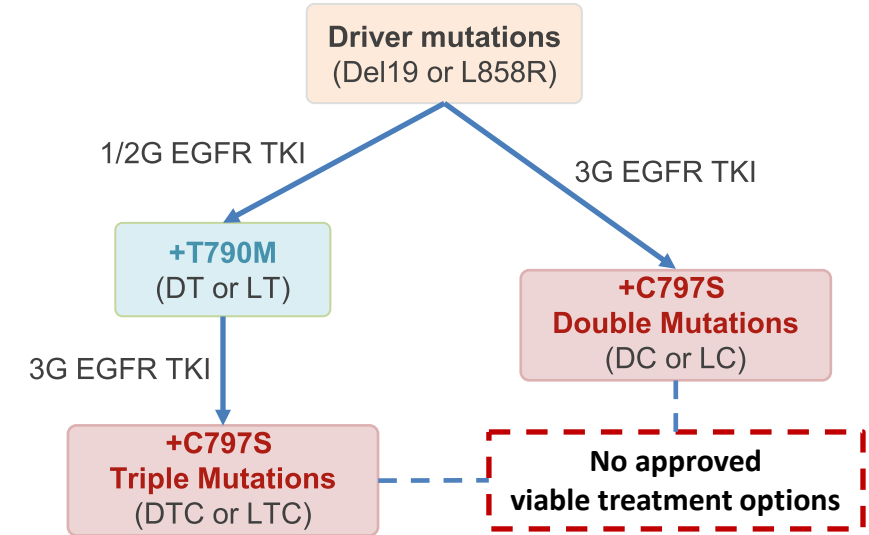 Driver mutations
(Del19 or L858R)
1/2G EGFR TKI
3G EGFR TKI
+T790M
(DT or LT)
+C797S
Double Mutations
(DC or LC)
3G EGFR TKI
+C797S
Triple Mutations
(DTC or LTC)
No approved
viable treatment options